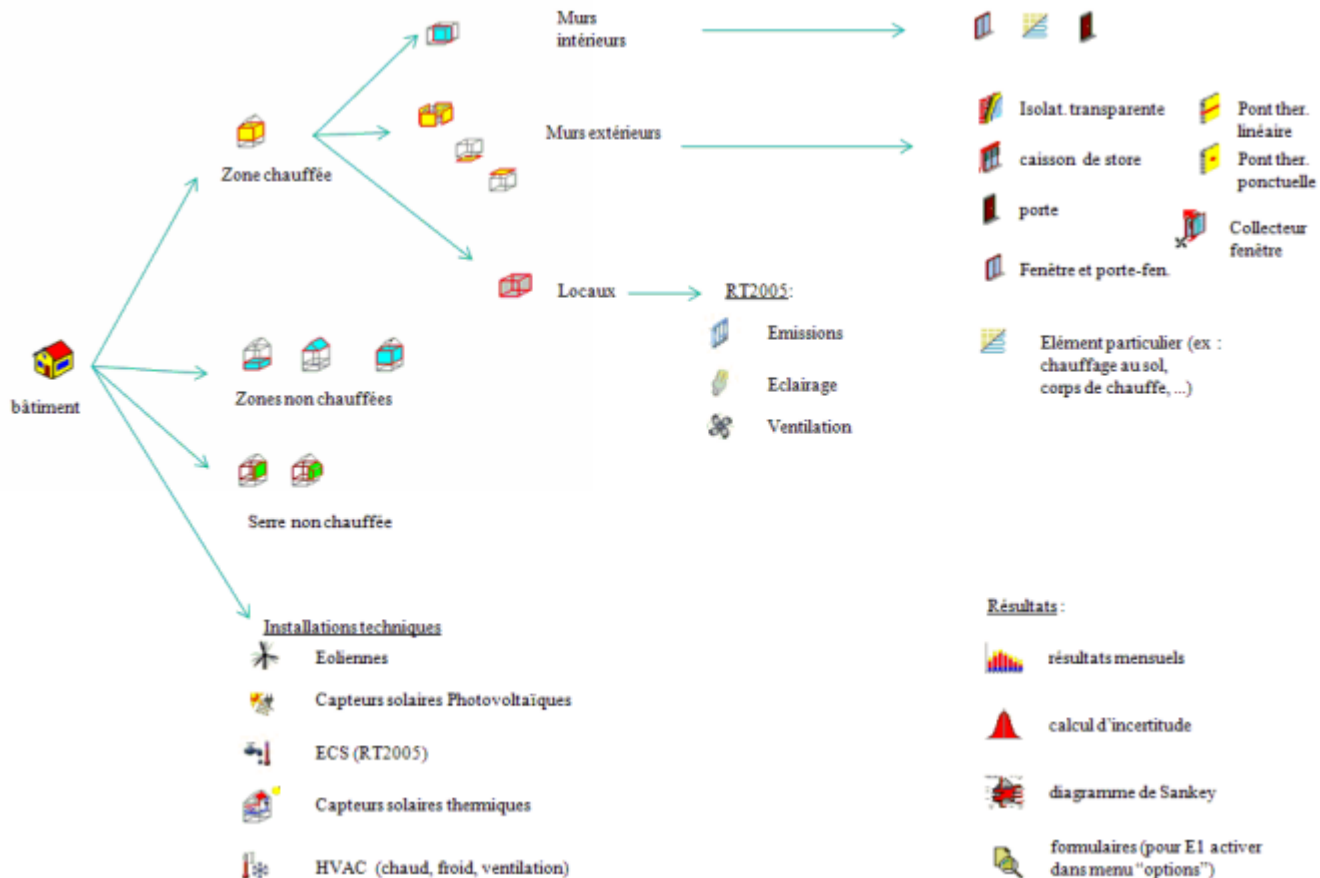 Murs
intérieurs
Isolat. transparente
Pont ther.
linéaire
Murs extérieurs
caisson de store
Pont ther.
ponctuelle
Zone chauffée
porte
Collecteur
fenêtre
Fenêtre et porte-fen.
Locaux
RT2005:
Emissions
Elément particulier (ex :
chauffage au sol,
corps de chauffe, ...)
Eclairage
Ventilation
bâtiment
Zones non chauffées
Serre non chauffée
Installations techniques
Eoliennes
Capteurs solaires Photovoltaïques
ECS (RT2005)
Capteurs solaires thermiques
HVAC (chaud, froid, ventilation)
Résultats :
résultats mensuels
calcul d'incertitude
diagramme de Sankey
formulaires (pour E1 activer
dans menu "options")